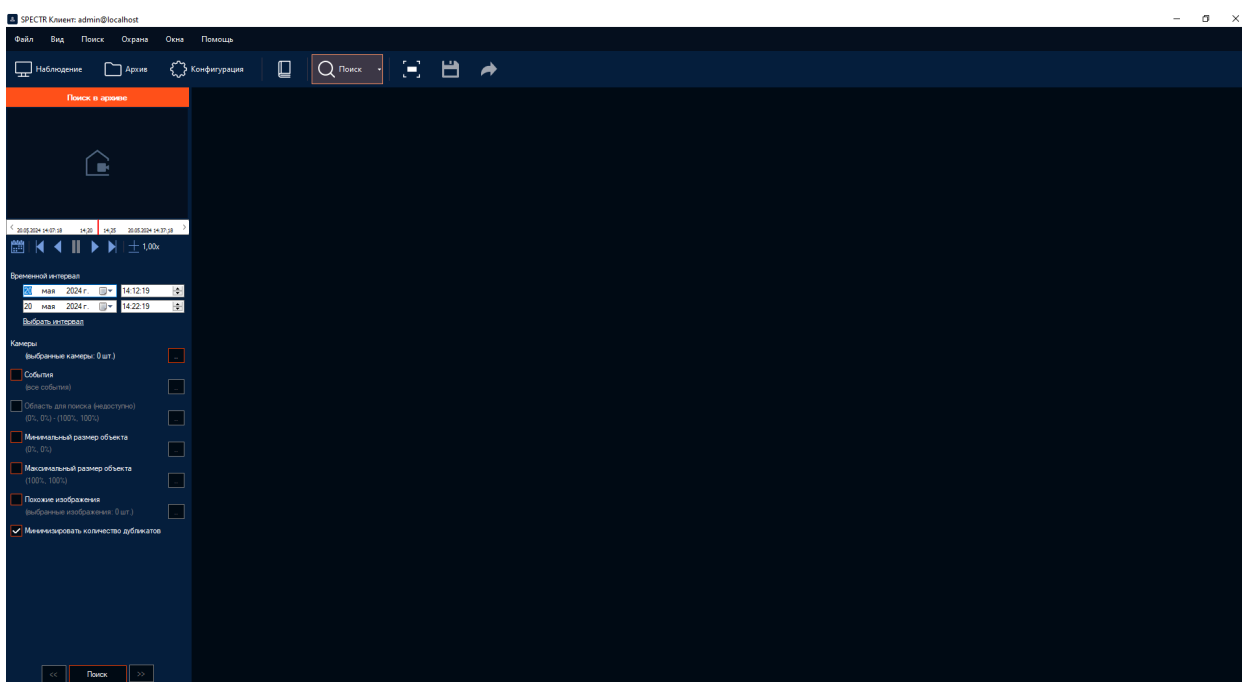 SPECTR Клиент: admin@localhost
Файл Вид Поиск Охрана Окна Помощь
Наблюдение Архив Конфигурация Поиск
Поиск в архиве
20.05.2024 14:07:18 14:20 14:25 20.05.2024 14:37:18
1,00x
Временной интервал
20 мая 2024 г. 14:12:19
20 мая 2024 г. 14:22:19
Выбрать интервал
Камеры
(выбранные камеры: 0 шт.)
...
События
(все события)
...
Область для поиска (недоступно)
(0%, 0%) - (100%, 100%)
...
Минимальный размер объекта
(0%, 0%)
...
Максимальный размер объекта
(100%, 100%)
...
Похожие изображения
(выбранные изображения: 0 шт.)
...
Минимизировать количество дубликатов
<< Поиск >>